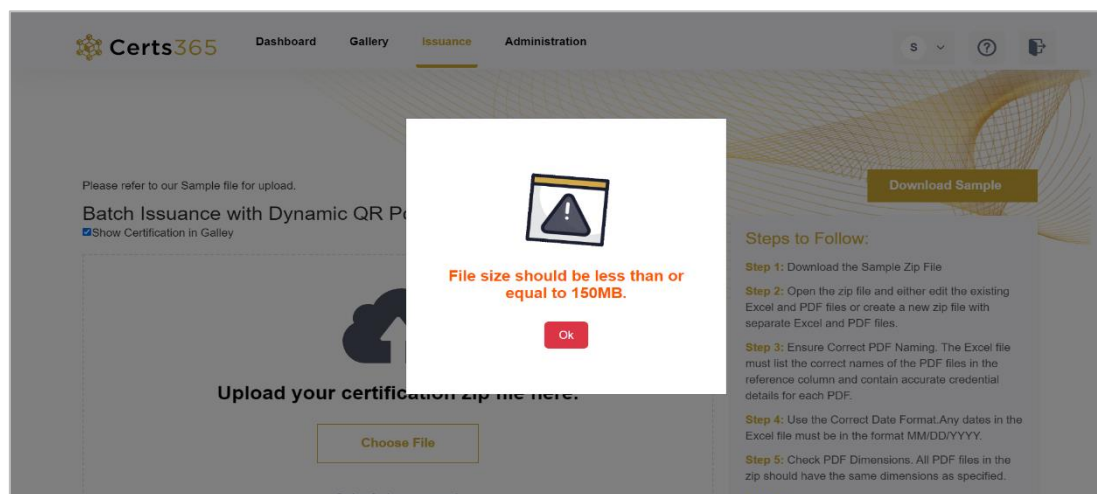 Certs365 Dashboard Gallery Issuance Administration S
Please refer to our Sample file for upload.
Download Sample
Batch Issuance with Dynamic QR Po
Show Certification in Galley
File size should be less than or
equal to 150MB.
Ok
Upload your certification zip file here.
Choose File
Steps to Follow:
Step 1: Download the Sample Zip File
Step 2: Open the zip file and either edit the existing
Excel and PDF files or create a new zip file with
separate Excel and PDF files.
Step 3: Ensure Correct PDF Naming. The Excel file
must list the correct names of the PDF files in the
reference column and contain accurate credential
details for each PDF.
Step 4: Use the Correct Date Format.Any dates in the
Excel file must be in the format MM/DD/YYYY.
Step 5: Check PDF Dimensions. All PDF files in the
zip should have the same dimensions as specified.